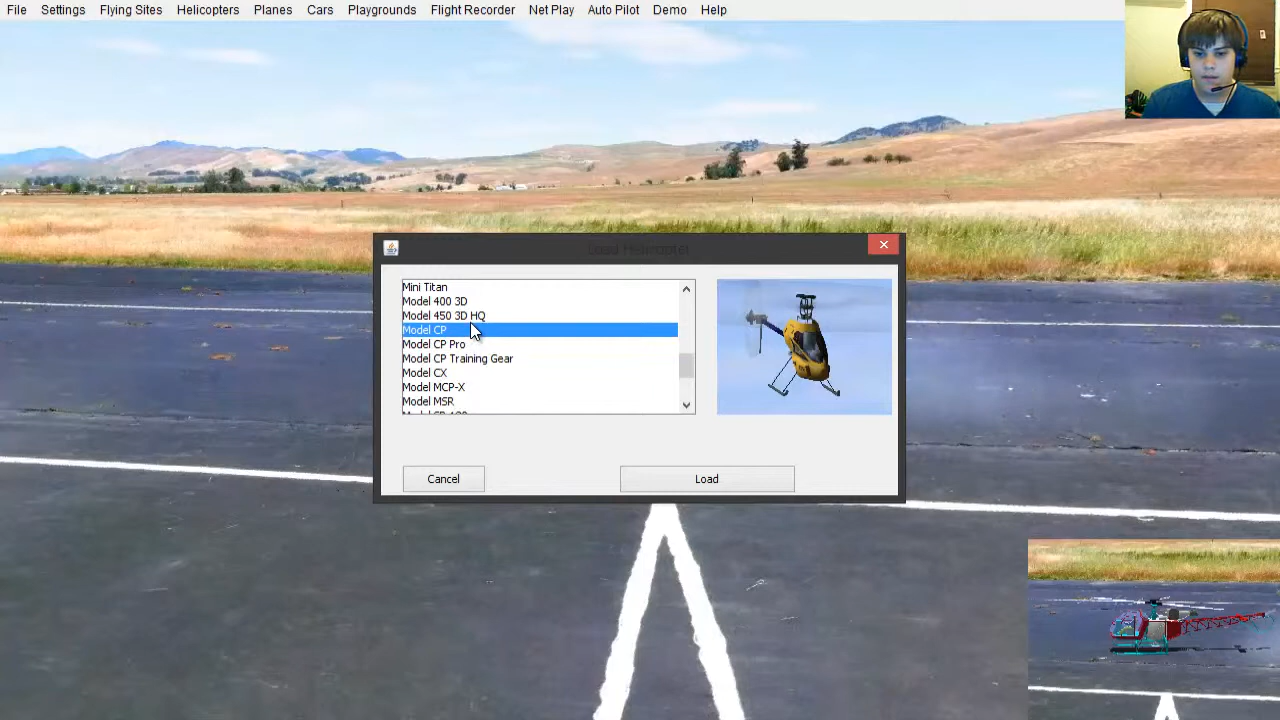 File Settings Flying Sites Helicopters Planes Cars Playgrounds Flight Recorder Net Play Auto Pilot Demo Help
Load Helicopter
Mini Titan
Model 400 3D
Model 450 3D HQ
Model CP
Model CP Pro
Model CP Training Gear
Model CX
Model MCP-X
Model MSR
Cancel Load